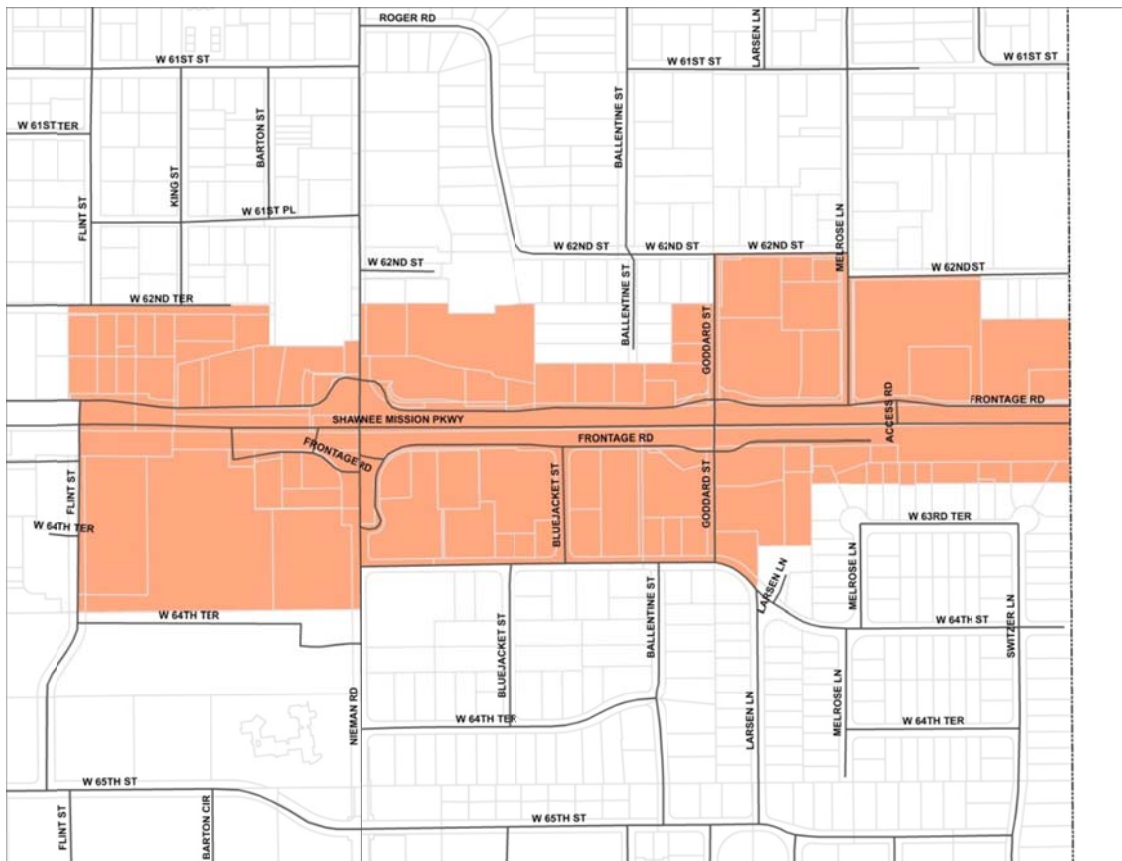 ROGER RD
LARSEN LN
W 61ST ST
W 61ST ST
W 61ST ST
W 61ST TER
BARTON ST
BALLENTINE ST
KING ST
FLINT ST
W 61ST PL
MELROSE LN
W 62ND ST
W 62ND ST
W 62ND ST
W 62ND ST
W 62ND ST
BALLENTINE ST
W 62ND TER
GODDARD ST
ACCESS RD
FRONTAGE RD
SHAWNEE MISSION PKWY
FRONTAGE RD
FRONTAGE RD
FLINT ST
BLUEJACKET ST
GODDARD ST
W 64TH TER
W 63RD TER
MELROSE LN
LARSEN LN
W 64TH TER
BALLENTINE ST
W 64TH ST
SWITZER LN
BLUEJACKET ST
MELROSE LN
NIEMAN RD
LARSEN LN
W 64TH TER
W 64TH TER
W 65TH ST
W 65TH ST
FLINT ST
BARTON CIR